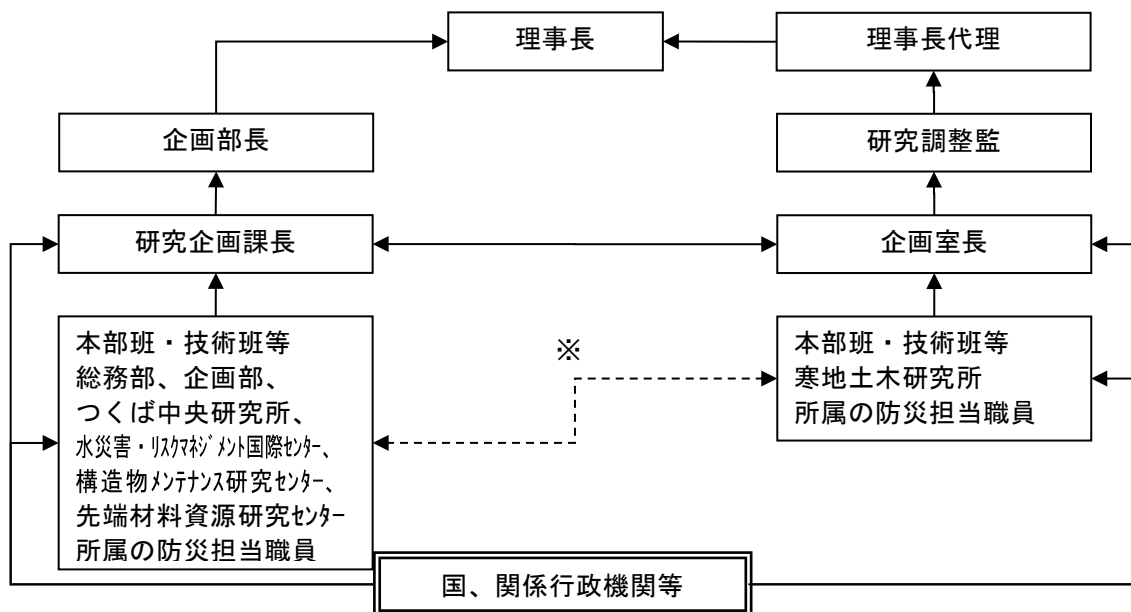 理事長
理事長代理
企画部長
研究調整監
研究企画課長
企画室長
本部班・技術班等
総務部、企画部、
つくば中央研究所、
水災害・ﾘｽｸﾏﾈｼﾞﾒﾝﾄ国際ｾﾝﾀｰ、
構造物ﾒﾝﾃﾅﾝｽ研究ｾﾝﾀｰ、
先端材料資源研究ｾﾝﾀｰ
所属の防災担当職員
※
本部班・技術班等
寒地土木研究所
所属の防災担当職員
国、関係行政機関等